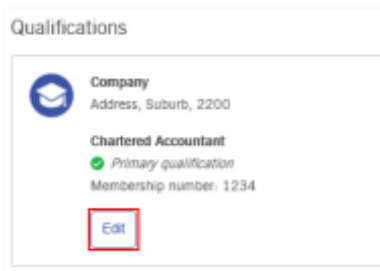 Qualifications
Company
Address, Suburb, 2200
Chartered Accountant
Primary qualification
Membership number: 1234
Edit